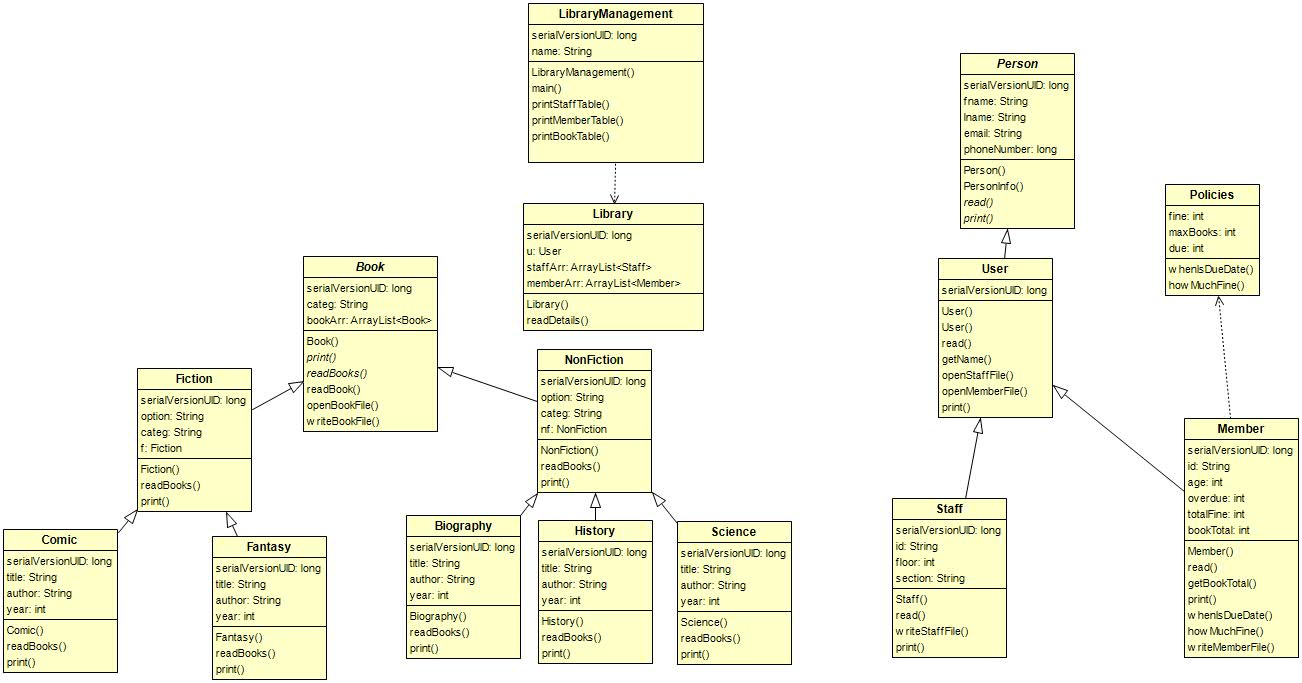 LibraryManagement
serialVersionUID: long
name: String
LibraryManagement()
main()
printStaffTable()
printMemberTable()
printBookTable()
Person
serialVersionUID: long
fname: String
lname: String
email: String
phoneNumber: long
Person()
PersonInfo()
read()
print()
Policies
fine: int
maxBooks: int
due: int
whenIsDueDate()
howMuchFine()
Library
serialVersionUID: long
u: User
staffArr: ArrayList<Staff>
memberArr: ArrayList<Member>
Library()
readDetails()
Book
serialVersionUID: long
categ: String
bookArr: ArrayList<Book>
Book()
print()
readBooks()
readBook()
openBookFile()
writeBookFile()
User
serialVersionUID: long
User()
User()
read()
getName()
openStaffFile()
openMemberFile()
print()
NonFiction
serialVersionUID: long
option: String
categ: String
nf: NonFiction
NonFiction()
readBooks()
print()
Fiction
serialVersionUID: long
option: String
categ: String
f: Fiction
Fiction()
readBooks()
print()
Member
serialVersionUID: long
id: String
age: int
overdue: int
totalFine: int
bookTotal: int
Member()
read()
getBookTotal()
print()
whenIsDueDate()
howMuchFine()
writeMemberFile()
Staff
serialVersionUID: long
id: String
floor: int
section: String
Staff()
read()
writeStaffFile()
print()
Comic
serialVersionUID: long
title: String
author: String
year: int
Comic()
readBooks()
print()
Fantasy
serialVersionUID: long
title: String
author: String
year: int
Fantasy()
readBooks()
print()
Biography
serialVersionUID: long
title: String
author: String
year: int
Biography()
readBooks()
print()
History
serialVersionUID: long
title: String
author: String
year: int
History()
readBooks()
print()
Science
serialVersionUID: long
title: String
author: String
year: int
Science()
readBooks()
print()